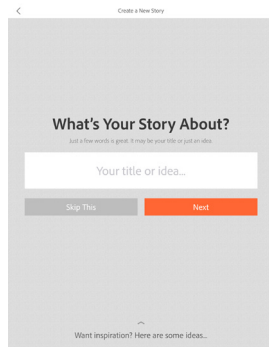 Create a New Story
What's Your Story About?
Just a few words is great. It may be your title or just an idea.
Your title or idea...
Skip This
Next
Want inspiration? Here are some ideas...